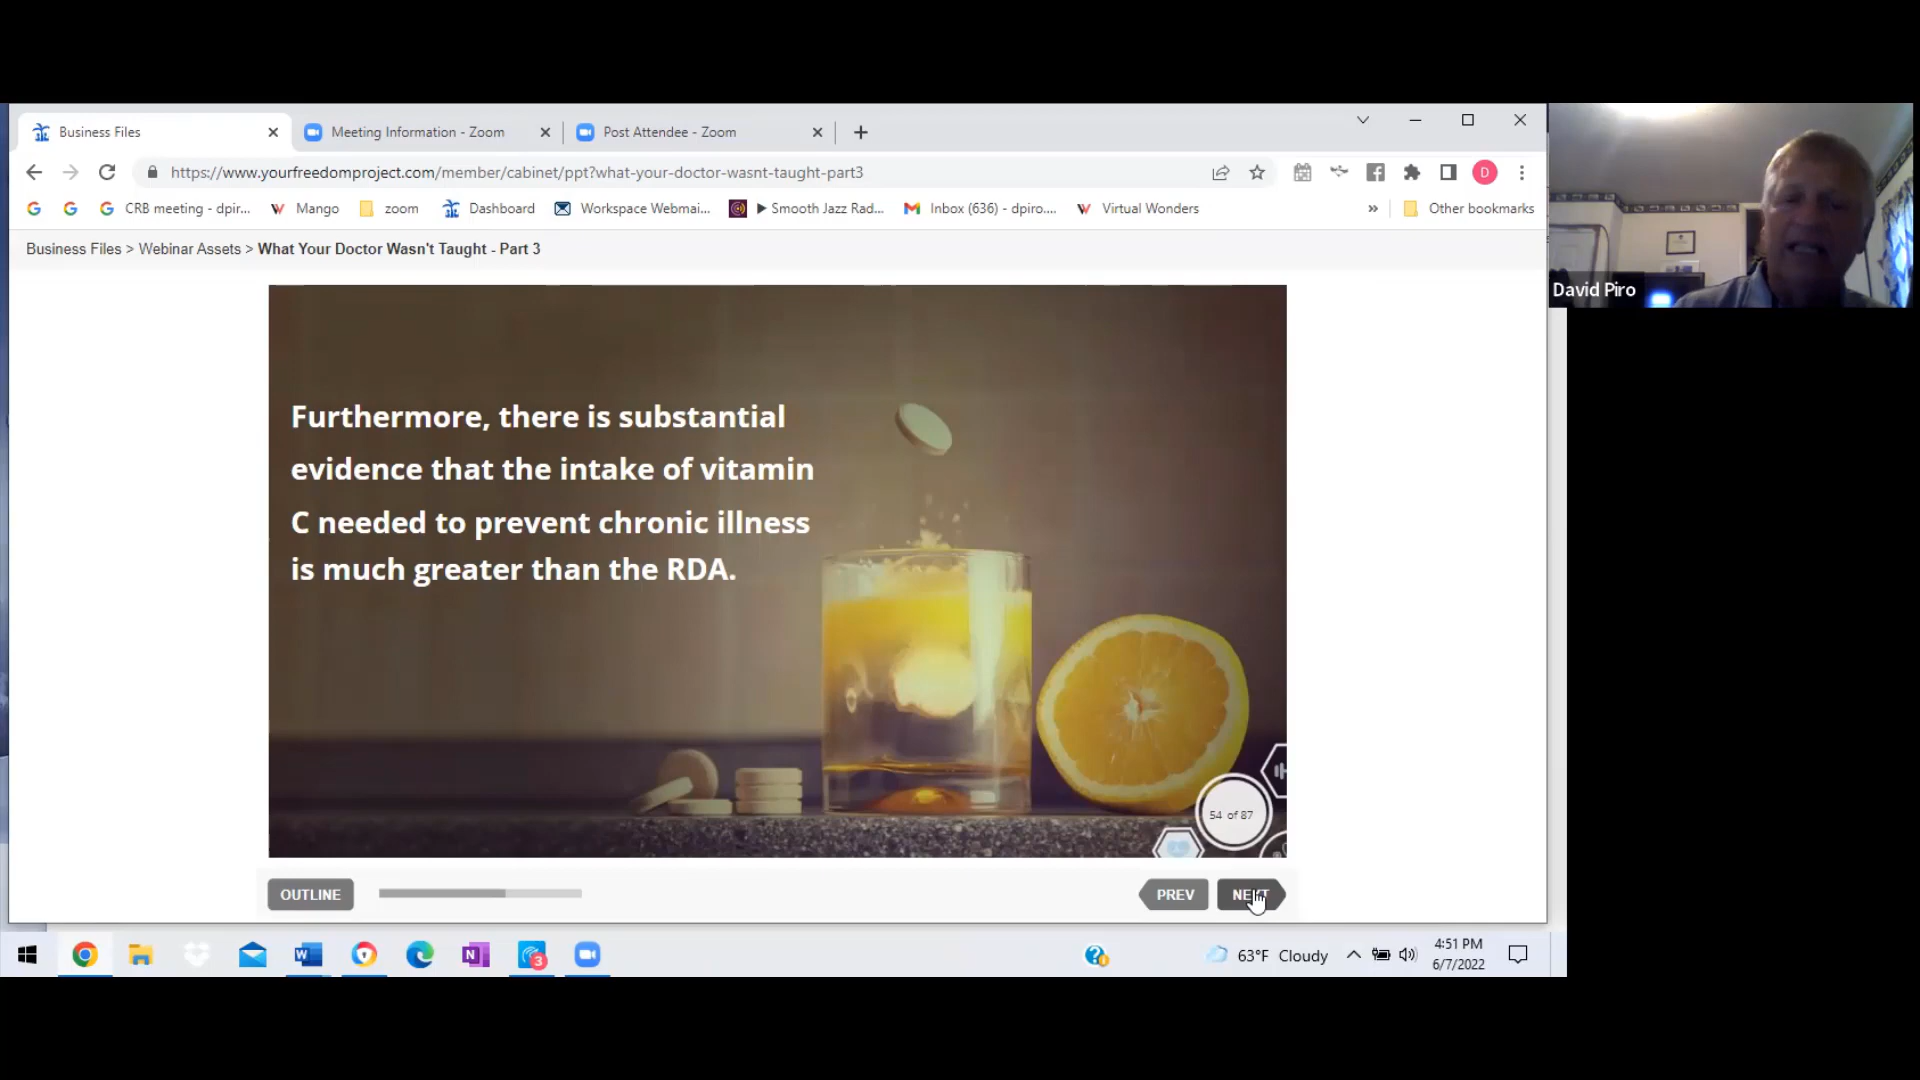 Business Files
Meeting Information - Zoom
Post Attendee - Zoom
https://www.yourfreedomproject.com/member/cabinet/ppt?what-your-doctor-wasnt-taught-part3
D
CRB meeting - dpir...
Mango
zoom
Dashboard
Workspace Webmai...
▶ Smooth Jazz Rad...
Inbox (636) - dpiro....
Virtual Wonders
»
Other bookmarks
Business Files > Webinar Assets > What Your Doctor Wasn't Taught - Part 3
David Piro
Furthermore, there is substantial
evidence that the intake of vitamin
C needed to prevent chronic illness
is much greater than the RDA.
54 of 87
OUTLINE
PREV
NEXT
3
63°F Cloudy
4:51 PM
6/7/2022